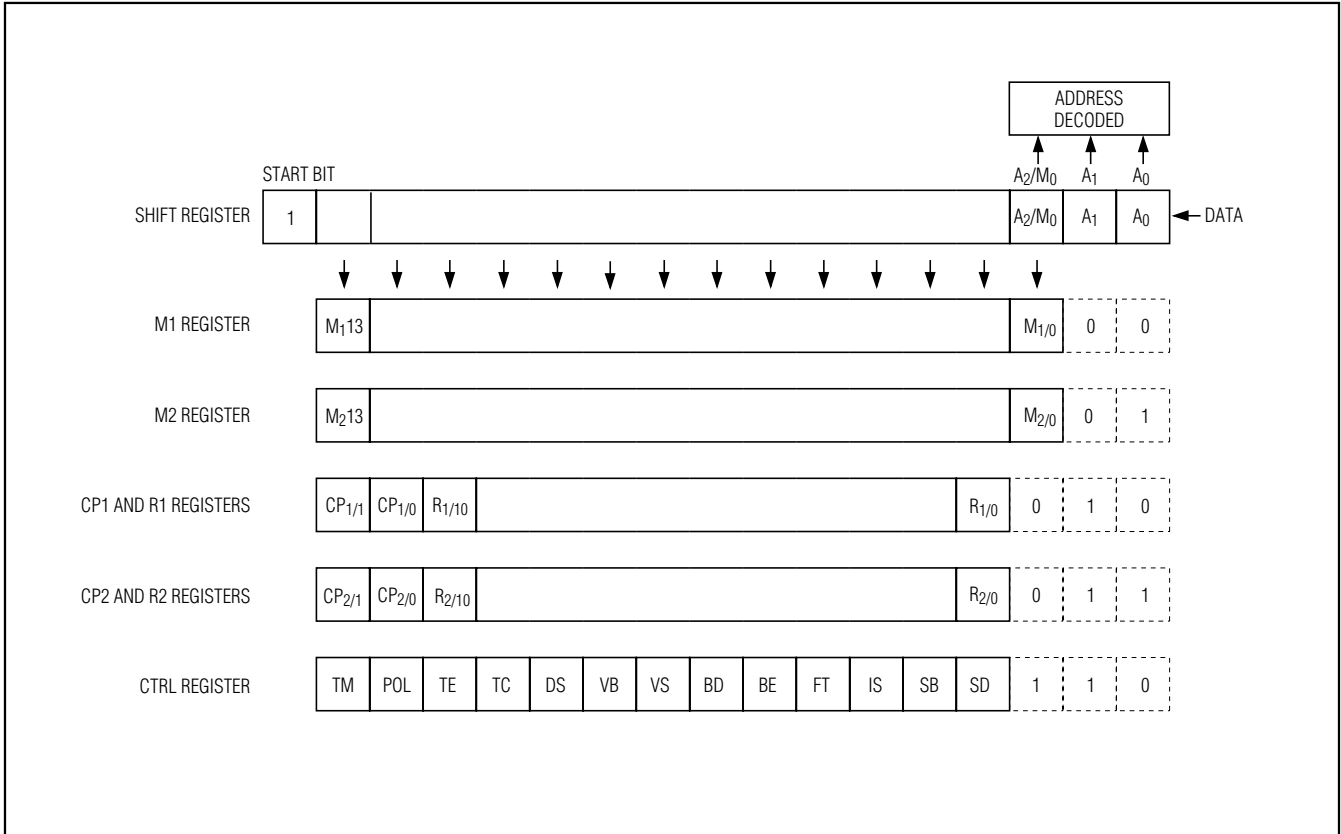 ADDRESS
DECODED
START BIT
A2/M0 A1 A0
SHIFT REGISTER 1 A2/M0 A1 A0 DATA
M1 REGISTER M113 M1/0 0 0
M2 REGISTER M213 M2/0 0 1
CP1 AND R1 REGISTERS CP1/1 CP1/0 R1/10 R1/0 0 1 0
CP2 AND R2 REGISTERS CP2/1 CP2/0 R2/10 R2/0 0 1 1
CTRL REGISTER TM POL TE TC DS VB VS BD BE FT IS SB SD 1 1 0